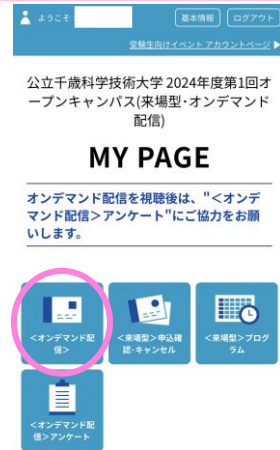 ようこそ
基本情報
ログアウト
受験生向けイベント アカウントページ ▶
公立千歳科学技術大学 2024年度第1回オ
ープンキャンパス(来場型･オンデマンド
配信)
MY PAGE
オンデマンド配信を視聴後は、"<オンデ
マンド配信>アンケート"にご協力をお願
いします。
<オンデマンド配
信>
<来場型>申込確
認･キャンセル
<来場型>プログ
ラム
<オンデマンド配
信>アンケート